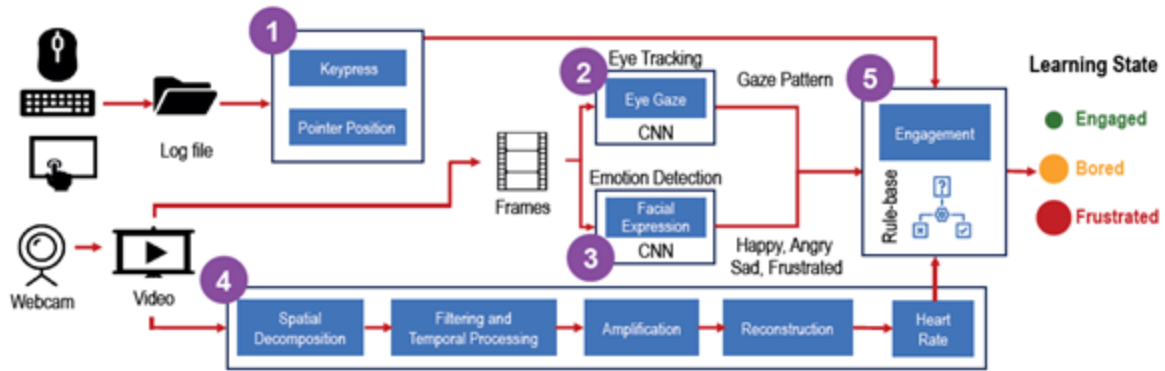 1
Keypress
Pointer Position
Log file
Webcam
Video
Frames
2
Eye Tracking
Eye Gaze
CNN
Gaze Pattern
Emotion Detection
Facial
Expression
CNN
3
Happy, Angry
Sad, Frustrated
4
Spatial
Decomposition
Filtering and
Temporal Processing
Amplification
Reconstruction
Heart
Rate
5
Engagement
Rule-base
?
Learning State
Engaged
Bored
Frustrated